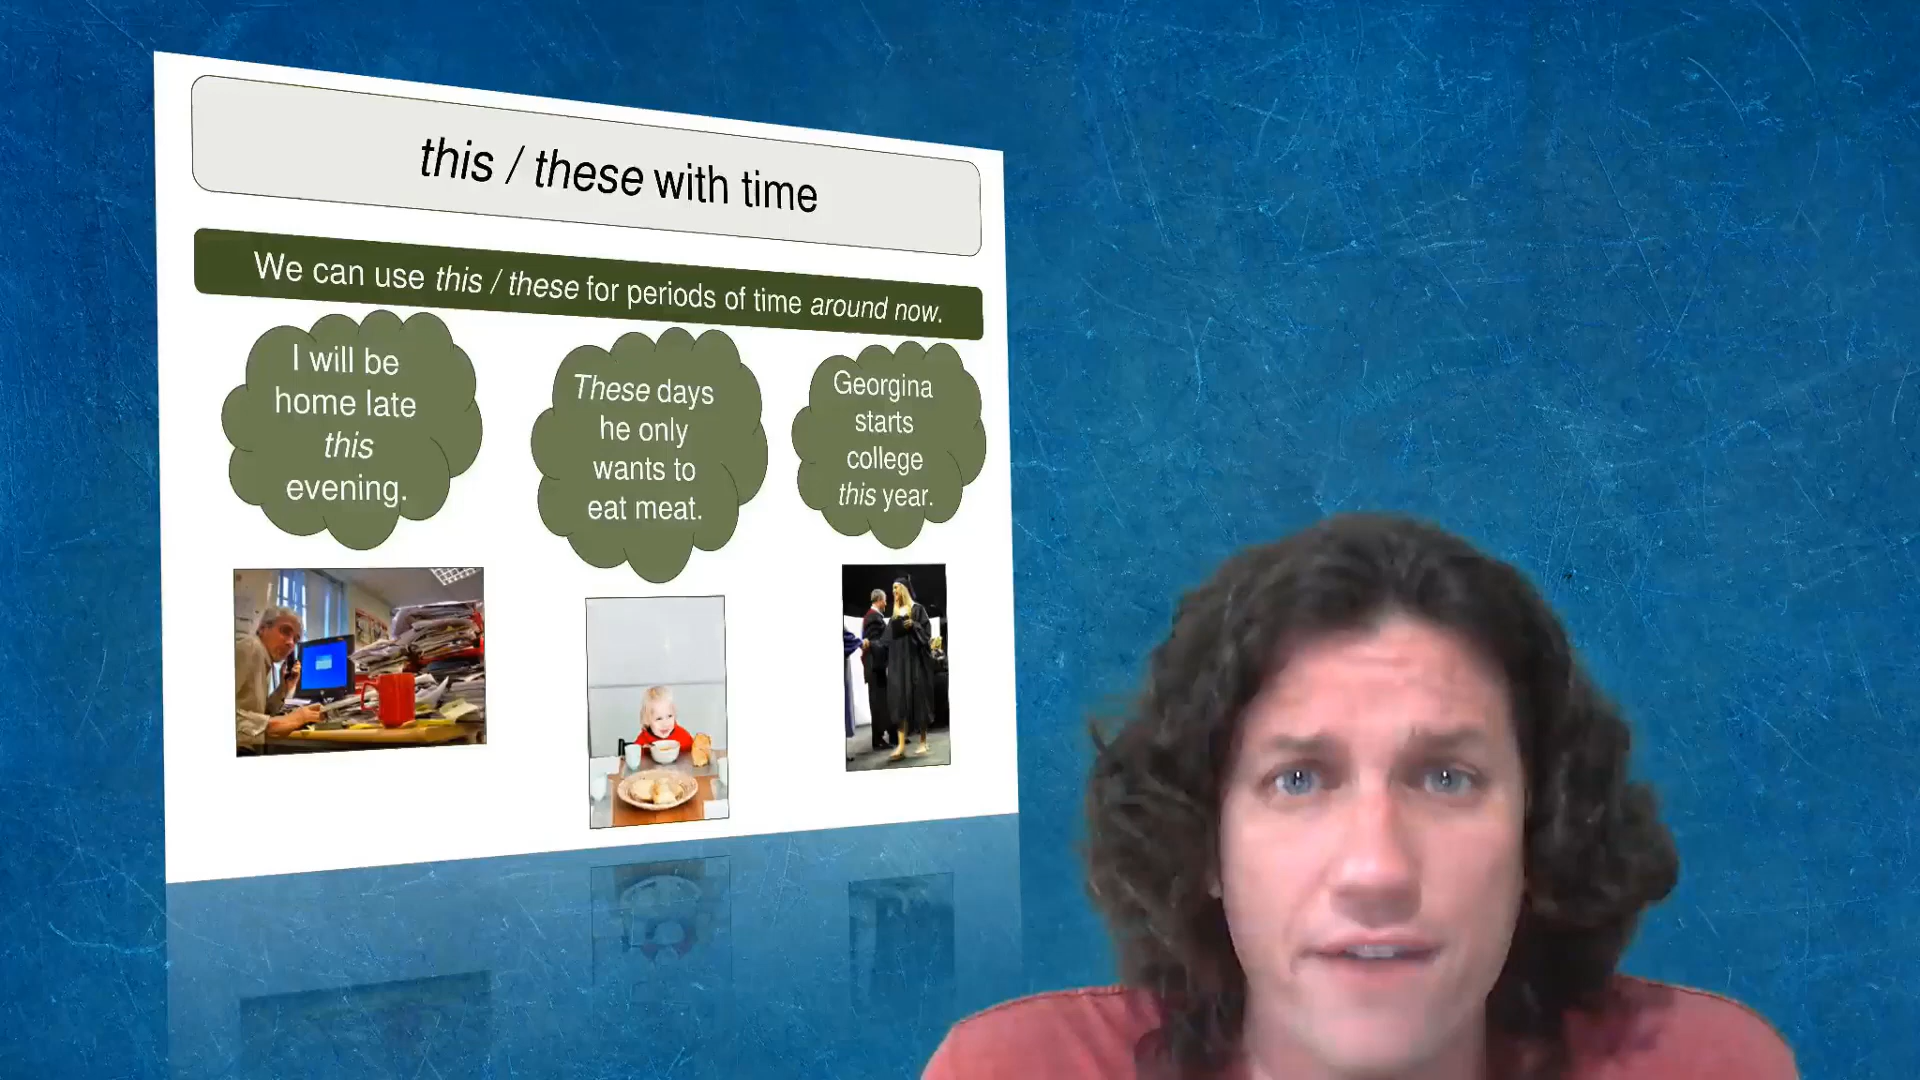 this / these with time
We can use this / these for periods of time around now.
I will be
home late
this
evening.
These days
he only
wants to
eat meat.
Georgina
starts
college
this year.